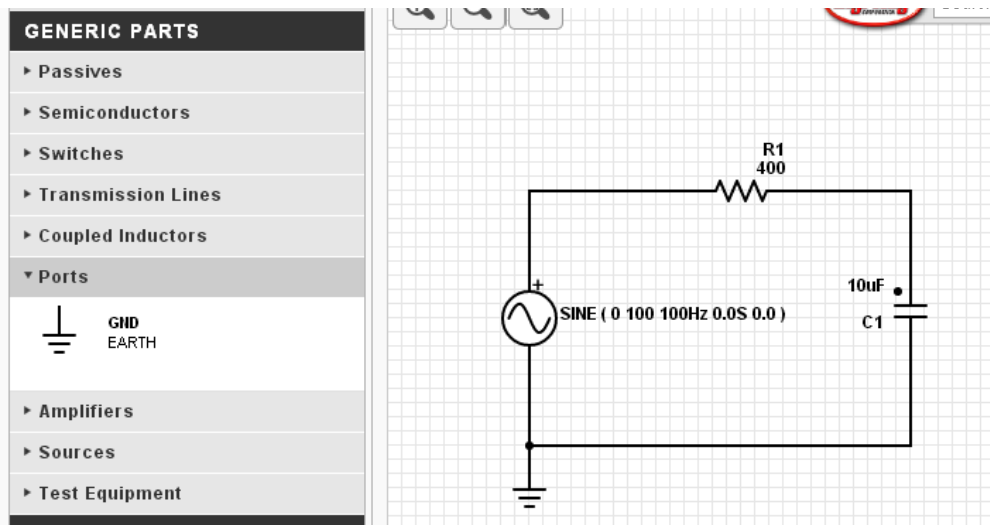 GENERIC PARTS
Passives
Semiconductors
Switches
Transmission Lines
Coupled Inductors
Ports
GND
EARTH
Amplifiers
Sources
Test Equipment
R1
400
+
SINE ( 0 100 100Hz 0.0S 0.0 )
10uF
C1